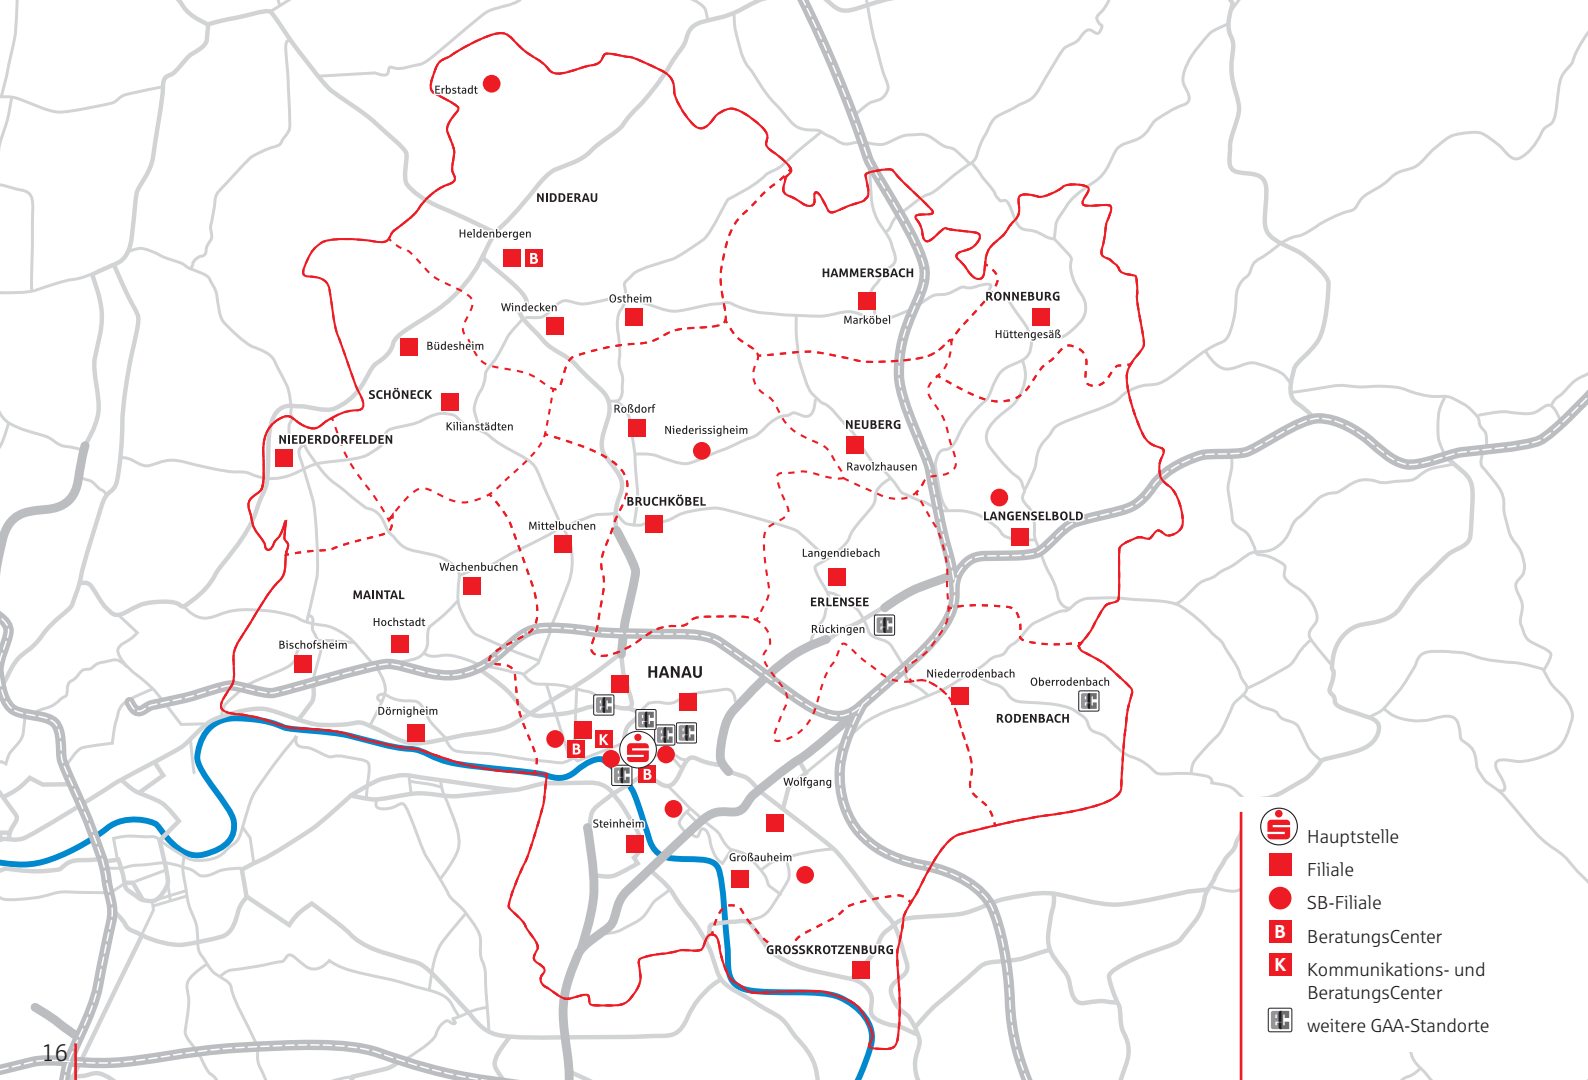 Erbstadt
NIDDERAU
Heldenbergen
B
HAMMERSBACH
RONNEBURG
Windecken
Ostheim
Marköbel
Hüttengesäß
Büdesheim
SCHÖNECK
Kilianstädten
Roßdorf
Niederissigheim
NEUBERG
NIEDERDORFELDEN
Ravolzhausen
BRUCHKÖBEL
LANGENSELBOLD
Mittelbuchen
Langendiebach
Wachenbuchen
MAINTAL
ERLENSEE
Hochstadt
Rückingen
Bischofsheim
HANAU
Niederrodenbach
Oberrodenbach
Dörnigheim
RODENBACH
K
B
B
Wolfgang
Steinheim
Großauheim
GROSSKROTZENBURG
Hauptstelle
Filiale
SB-Filiale
B BeratungsCenter
K Kommunikations- und
BeratungsCenter
weitere GAA-Standorte
16